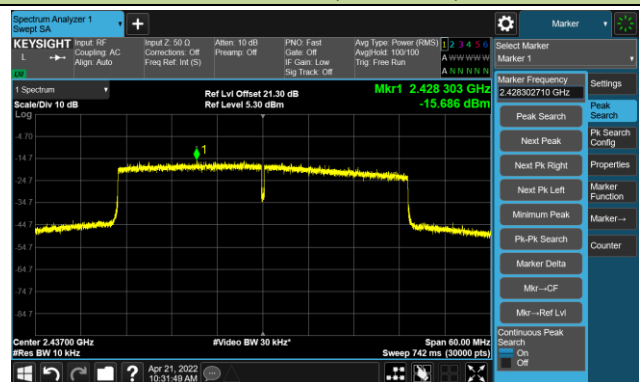 Spectrum Analyzer 1
Swept SA
Marker
KEYSIGHT
L
Input: RF
Coupling: AC
Align: Auto
Input Z: 50 Ω
Corrections: Off
Freq Ref: Int (S)
Atten: 10 dB
Preamp: Off
PNO: Fast
Gate: Off
IF Gain: Low
Sig Track: Off
Avg Type: Power (RMS)
Avg|Hold: 100/100
Trig: Free Run
1 2 3 4 5 6
A W W W W W
A N N N N N
Select Marker
Marker 1
1 Spectrum
Scale/Div 10 dB
Log
Ref Lvl Offset 21.30 dB
Ref Level 5.30 dBm
Mkr1 2.428 303 GHz
-15.686 dBm
1
-4.70
-14.7
-24.7
-34.7
-44.7
-54.7
-64.7
-74.7
-84.7
Center 2.43700 GHz
#Res BW 10 kHz
#Video BW 30 kHz*
Span 60.00 MHz
Sweep 742 ms (30000 pts)
Marker Frequency
2.428302710 GHz
Peak Search
Next Peak
Next Pk Right
Next Pk Left
Minimum Peak
Pk-Pk Search
Marker Delta
Mkr→CF
Mkr→Ref Lvl
Continuous Peak
Search
On
Off
Settings
Peak
Search
Pk Search
Config
Properties
Marker
Function
Marker→
Counter
Apr 21, 2022
10:31:49 AM